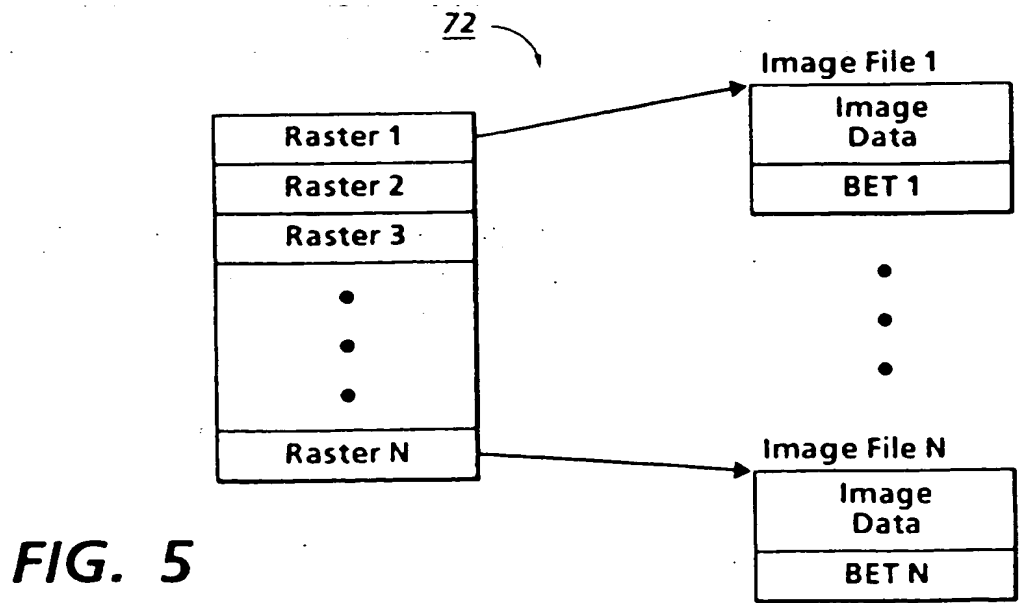 72
Image File 1
Image
Data
BET 1
Raster 1
Raster 2
Raster 3
Raster N
Image File N
Image
Data
BET N
FIG. 5